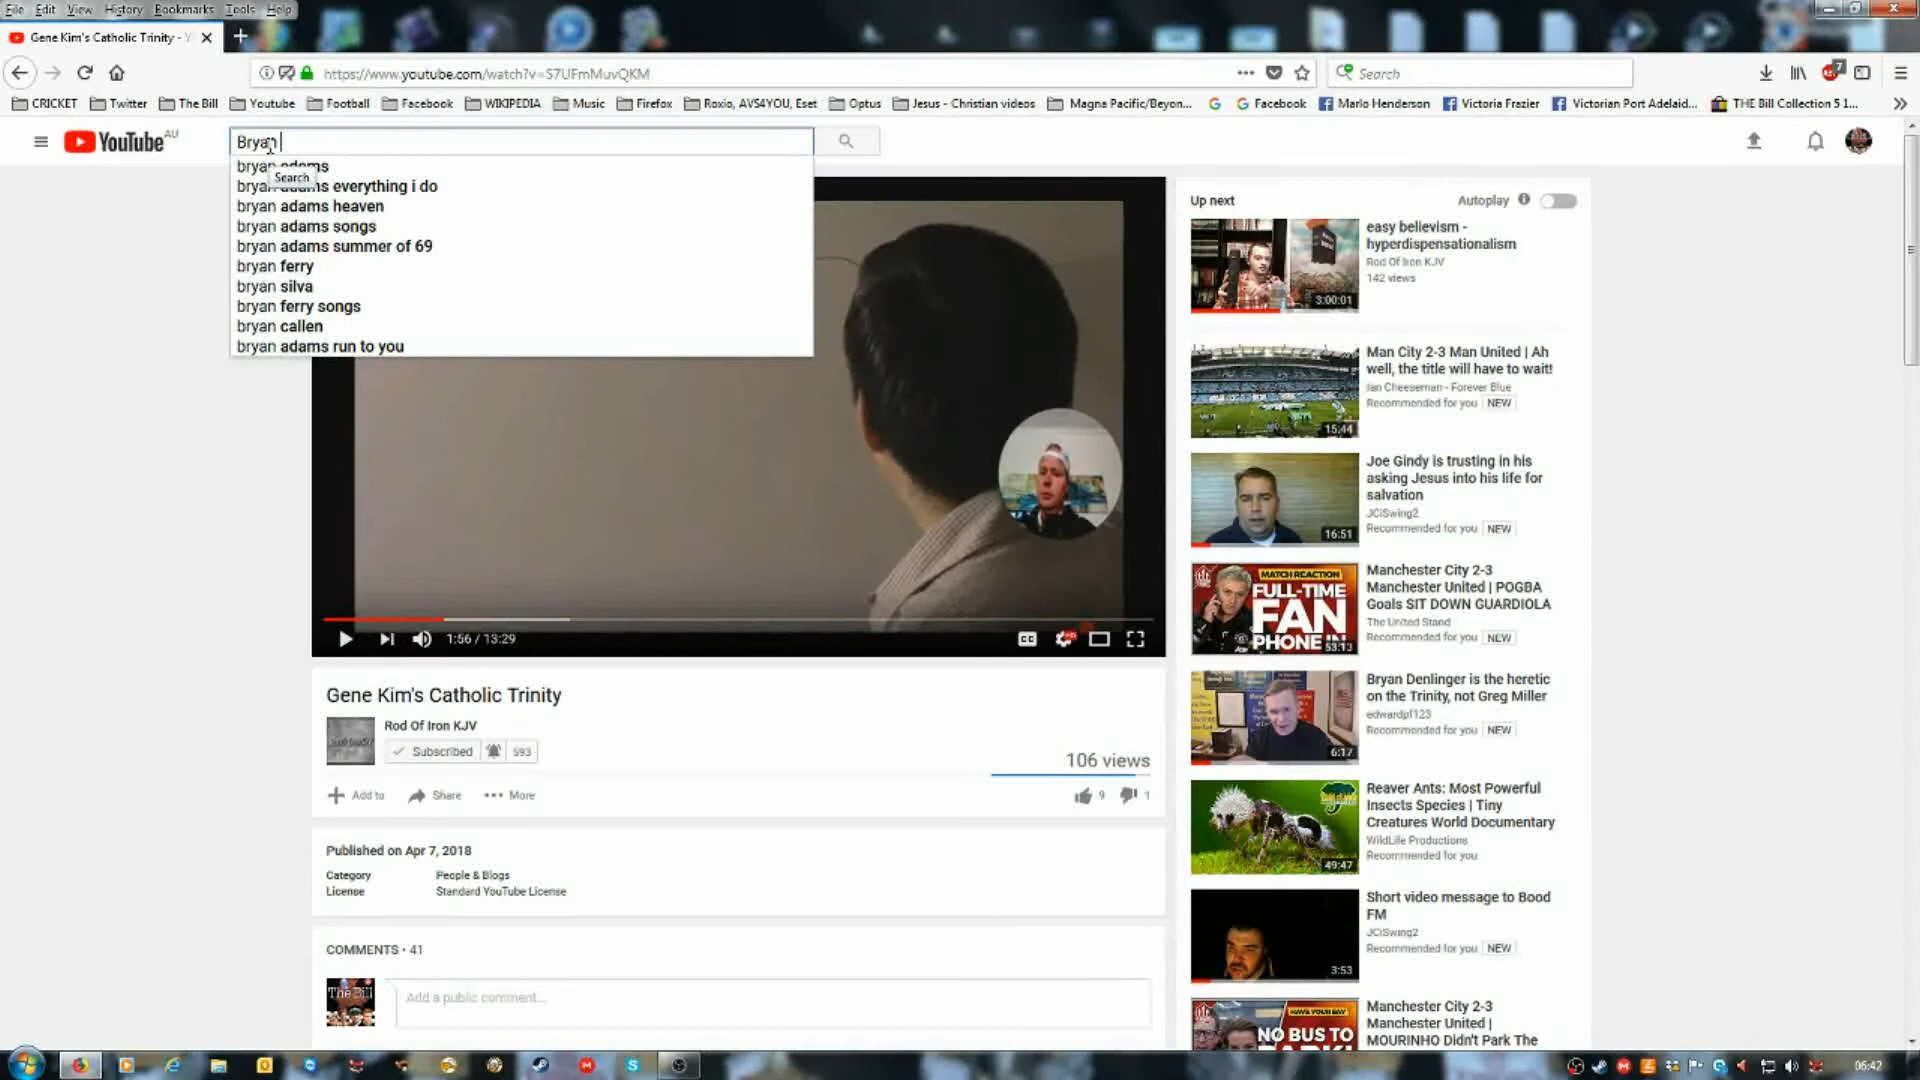 File Edit View History Bookmarks Tools Help
Gene Kim's Catholic Trinity - Y
https://www.youtube.com/watch?v=S7UFmMuvQKM
Search
CRICKET Twitter The Bill Youtube Football Facebook WIKIPEDIA Music Firefox Roxio, AVS4YOU, Eset Optus Jesus - Christian videos Magna Pacific/Beyon... Facebook Marlo Henderson Victoria Frazier Victorian Port Adelaid... THE Bill Collection 5 1...
YouTube AU
Bryan
bryan adams
Search
bryan adams everything i do
bryan adams heaven
bryan adams songs
bryan adams summer of 69
bryan ferry
bryan silva
bryan ferry songs
bryan callen
bryan adams run to you
1:56 / 13:29
CC
Gene Kim's Catholic Trinity
Rod Of Iron KJV
Subscribed 593
106 views
Add to Share More
9 1
Published on Apr 7, 2018
Category People & Blogs
License Standard YouTube License
COMMENTS • 41
The Bill
Add a public comment...
Up next
Autoplay
easy believism -
hyperdispensationalism
Rod Of Iron KJV
142 views
3:00:01
Man City 2-3 Man United | Ah
well, the title will have to wait!
Ian Cheeseman - Forever Blue
Recommended for you NEW
15:44
Joe Gindy is trusting in his
asking Jesus into his life for
salvation
JCiSwing2
Recommended for you NEW
16:51
MATCH REACTION
FULL-TIME
FAN
PHONE IN
53:13
Manchester City 2-3
Manchester United | POGBA
Goals SIT DOWN GUARDIOLA
The United Stand
Recommended for you NEW
Bryan Denlinger is the heretic
on the Trinity, not Greg Miller
edwardpf123
Recommended for you NEW
6:17
Reaver Ants: Most Powerful
Insects Species | Tiny
Creatures World Documentary
WildLife Productions
Recommended for you
49:47
Short video message to Bood
FM
JCiSwing2
Recommended for you NEW
3:53
HAVE YOUR SAY
NO BUS TO
Manchester City 2-3
Manchester United |
MOURINHO Didn't Park The
06:42